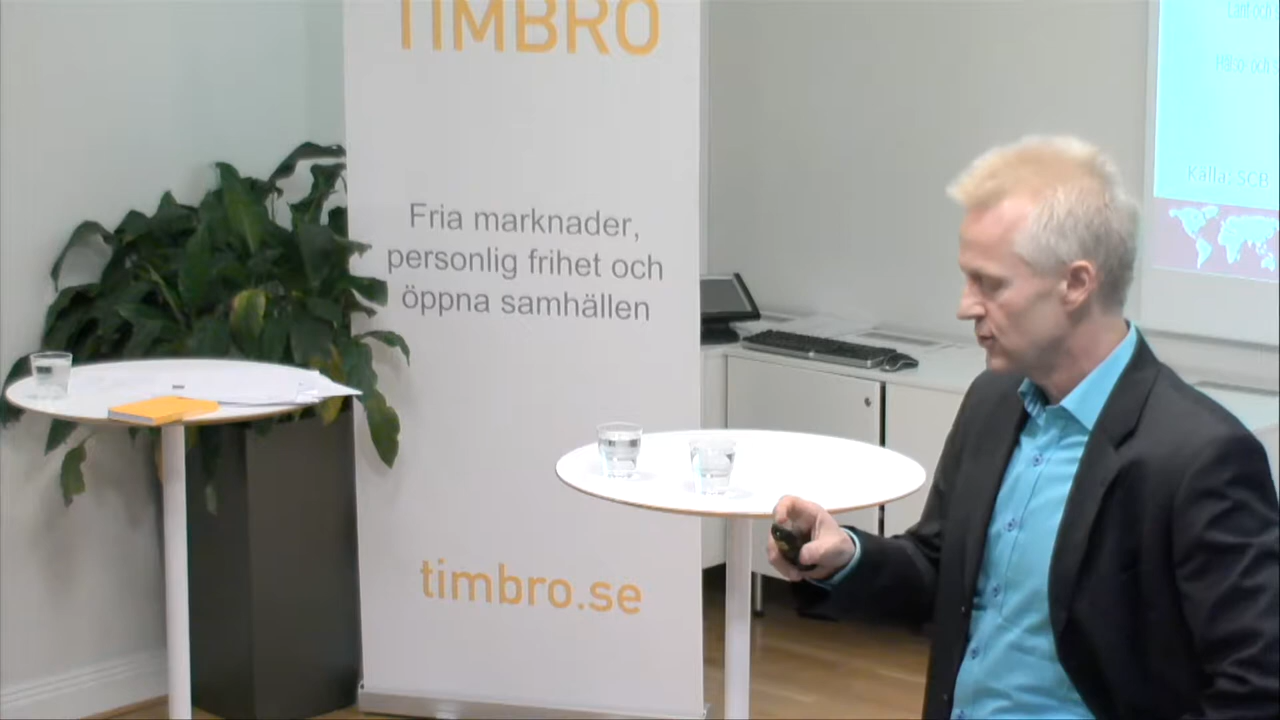 TIMBRO
Fria marknader,
personlig frihet och
öppna samhällen
timbro.se
Källa: SCB